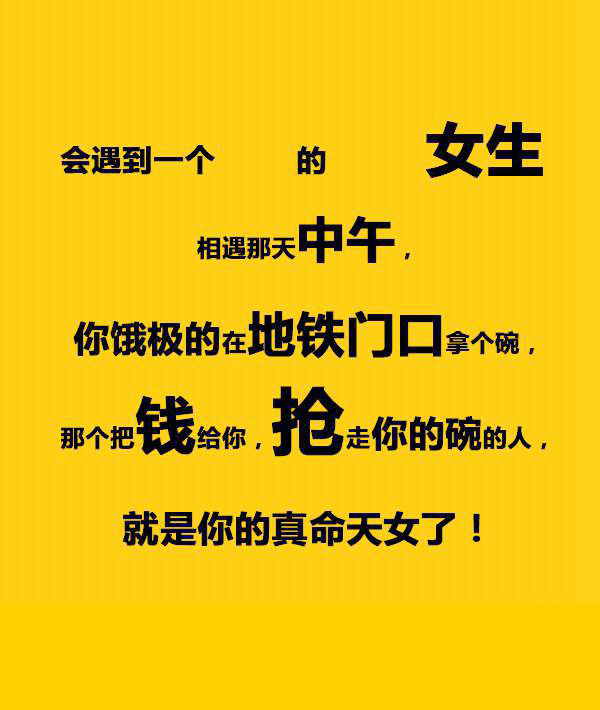 会遇到一个 的 女生
相遇那天中午，
你饿极的在地铁门口拿个碗，
那个把钱给你，抢走你的碗的人，
就是你的真命天女了！